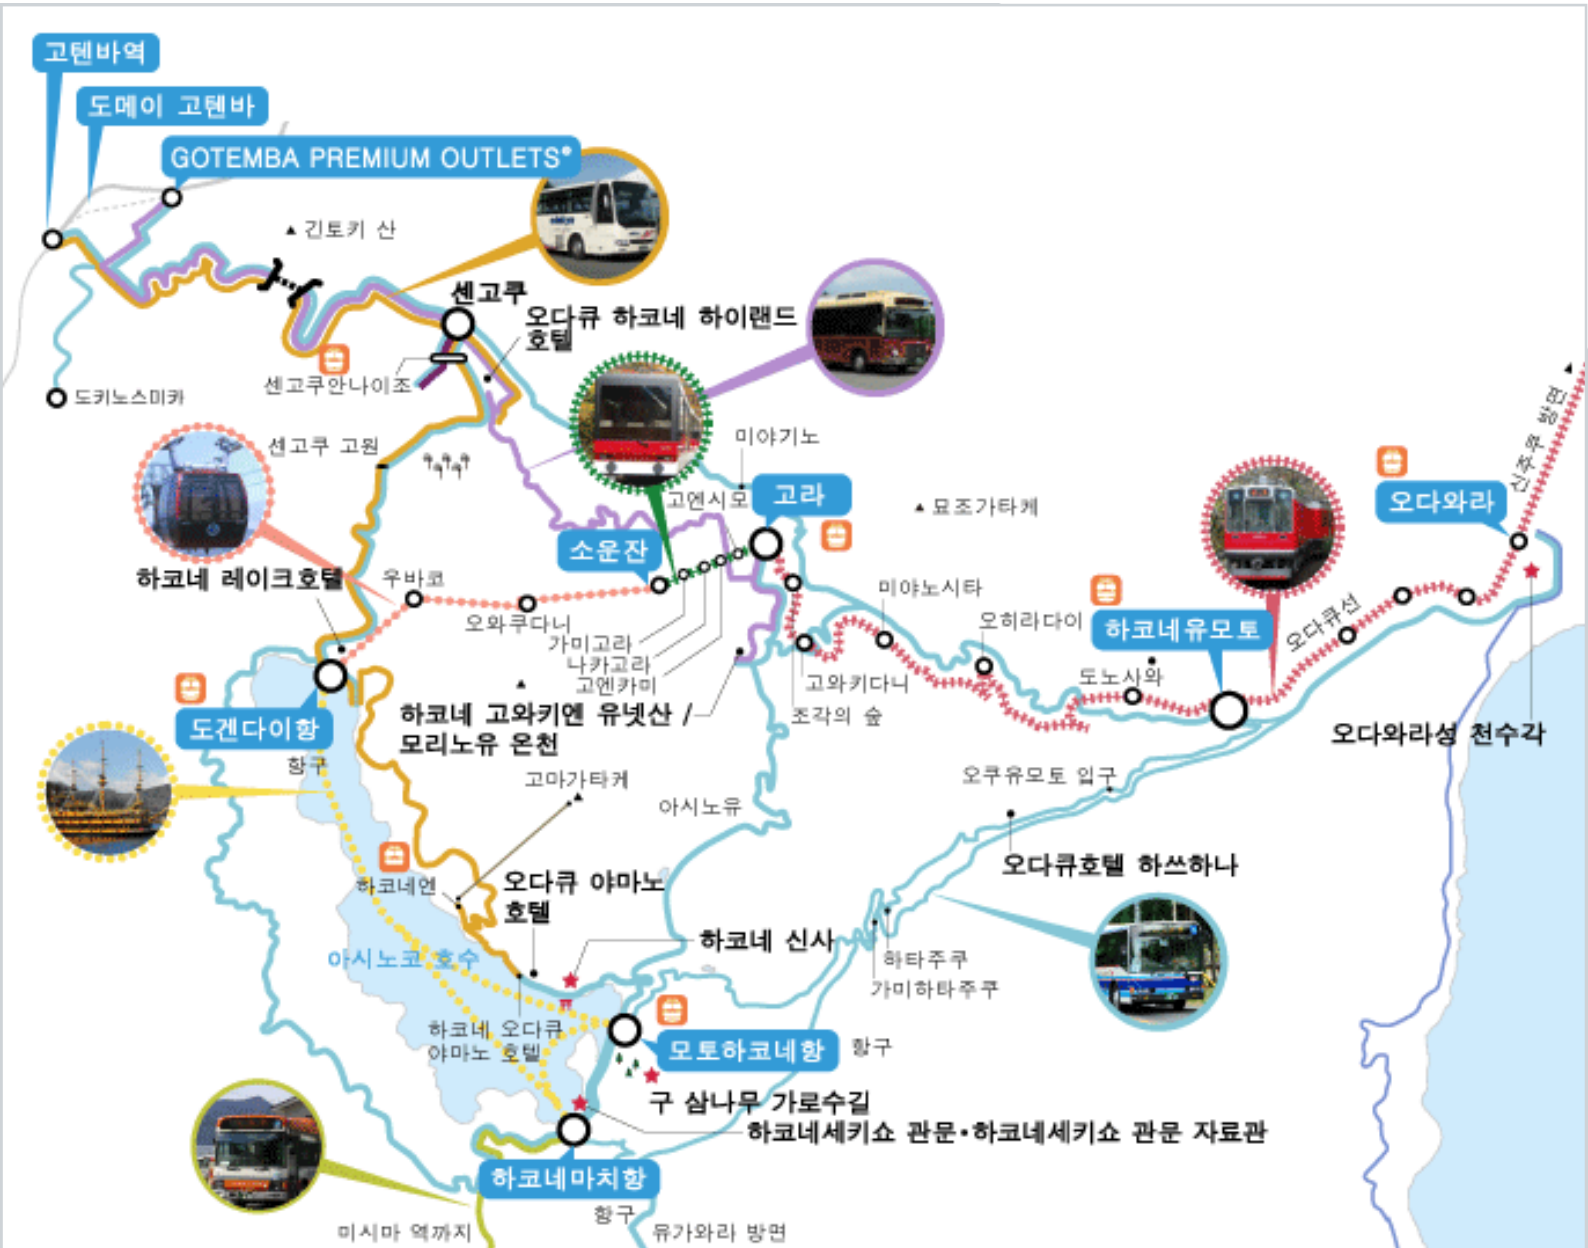 고텐바역
도메이 고텐바
GOTEMBA PREMIUM OUTLETS®
긴토키 산
센고쿠
오다큐 하코네 하이랜드
호텔
센고쿠안나이조
도키노스미카
센고쿠 고원
미야기노
고엔시모
고라
묘조가타케
신주쿠 방면
오다와라
소운잔
하코네 레이크호텔
우바코
오와쿠다니
가미고라
나카고라
고엔카미
미야노시타
오히라다이
하코네유모토
오다큐선
고와키다니
도노사와
조각의 숲
하코네 고와키엔 유넷산 /
모리노유 온천
도겐다이항
항구
오다와라성 천수각
고마가타케
아시노유
오쿠유모토 입구
오다큐호텔 하쓰하나
하코네엔
오다큐 야마노
호텔
하코네 신사
아시노코 호수
하타주쿠
가미하타주쿠
하코네 오다큐
야마노 호텔
모토하코네항
항구
구 삼나무 가로수길
하코네세키쇼 관문•하코네세키쇼 관문 자료관
하코네마치항
항구
미시마 역까지
유가와라 방면